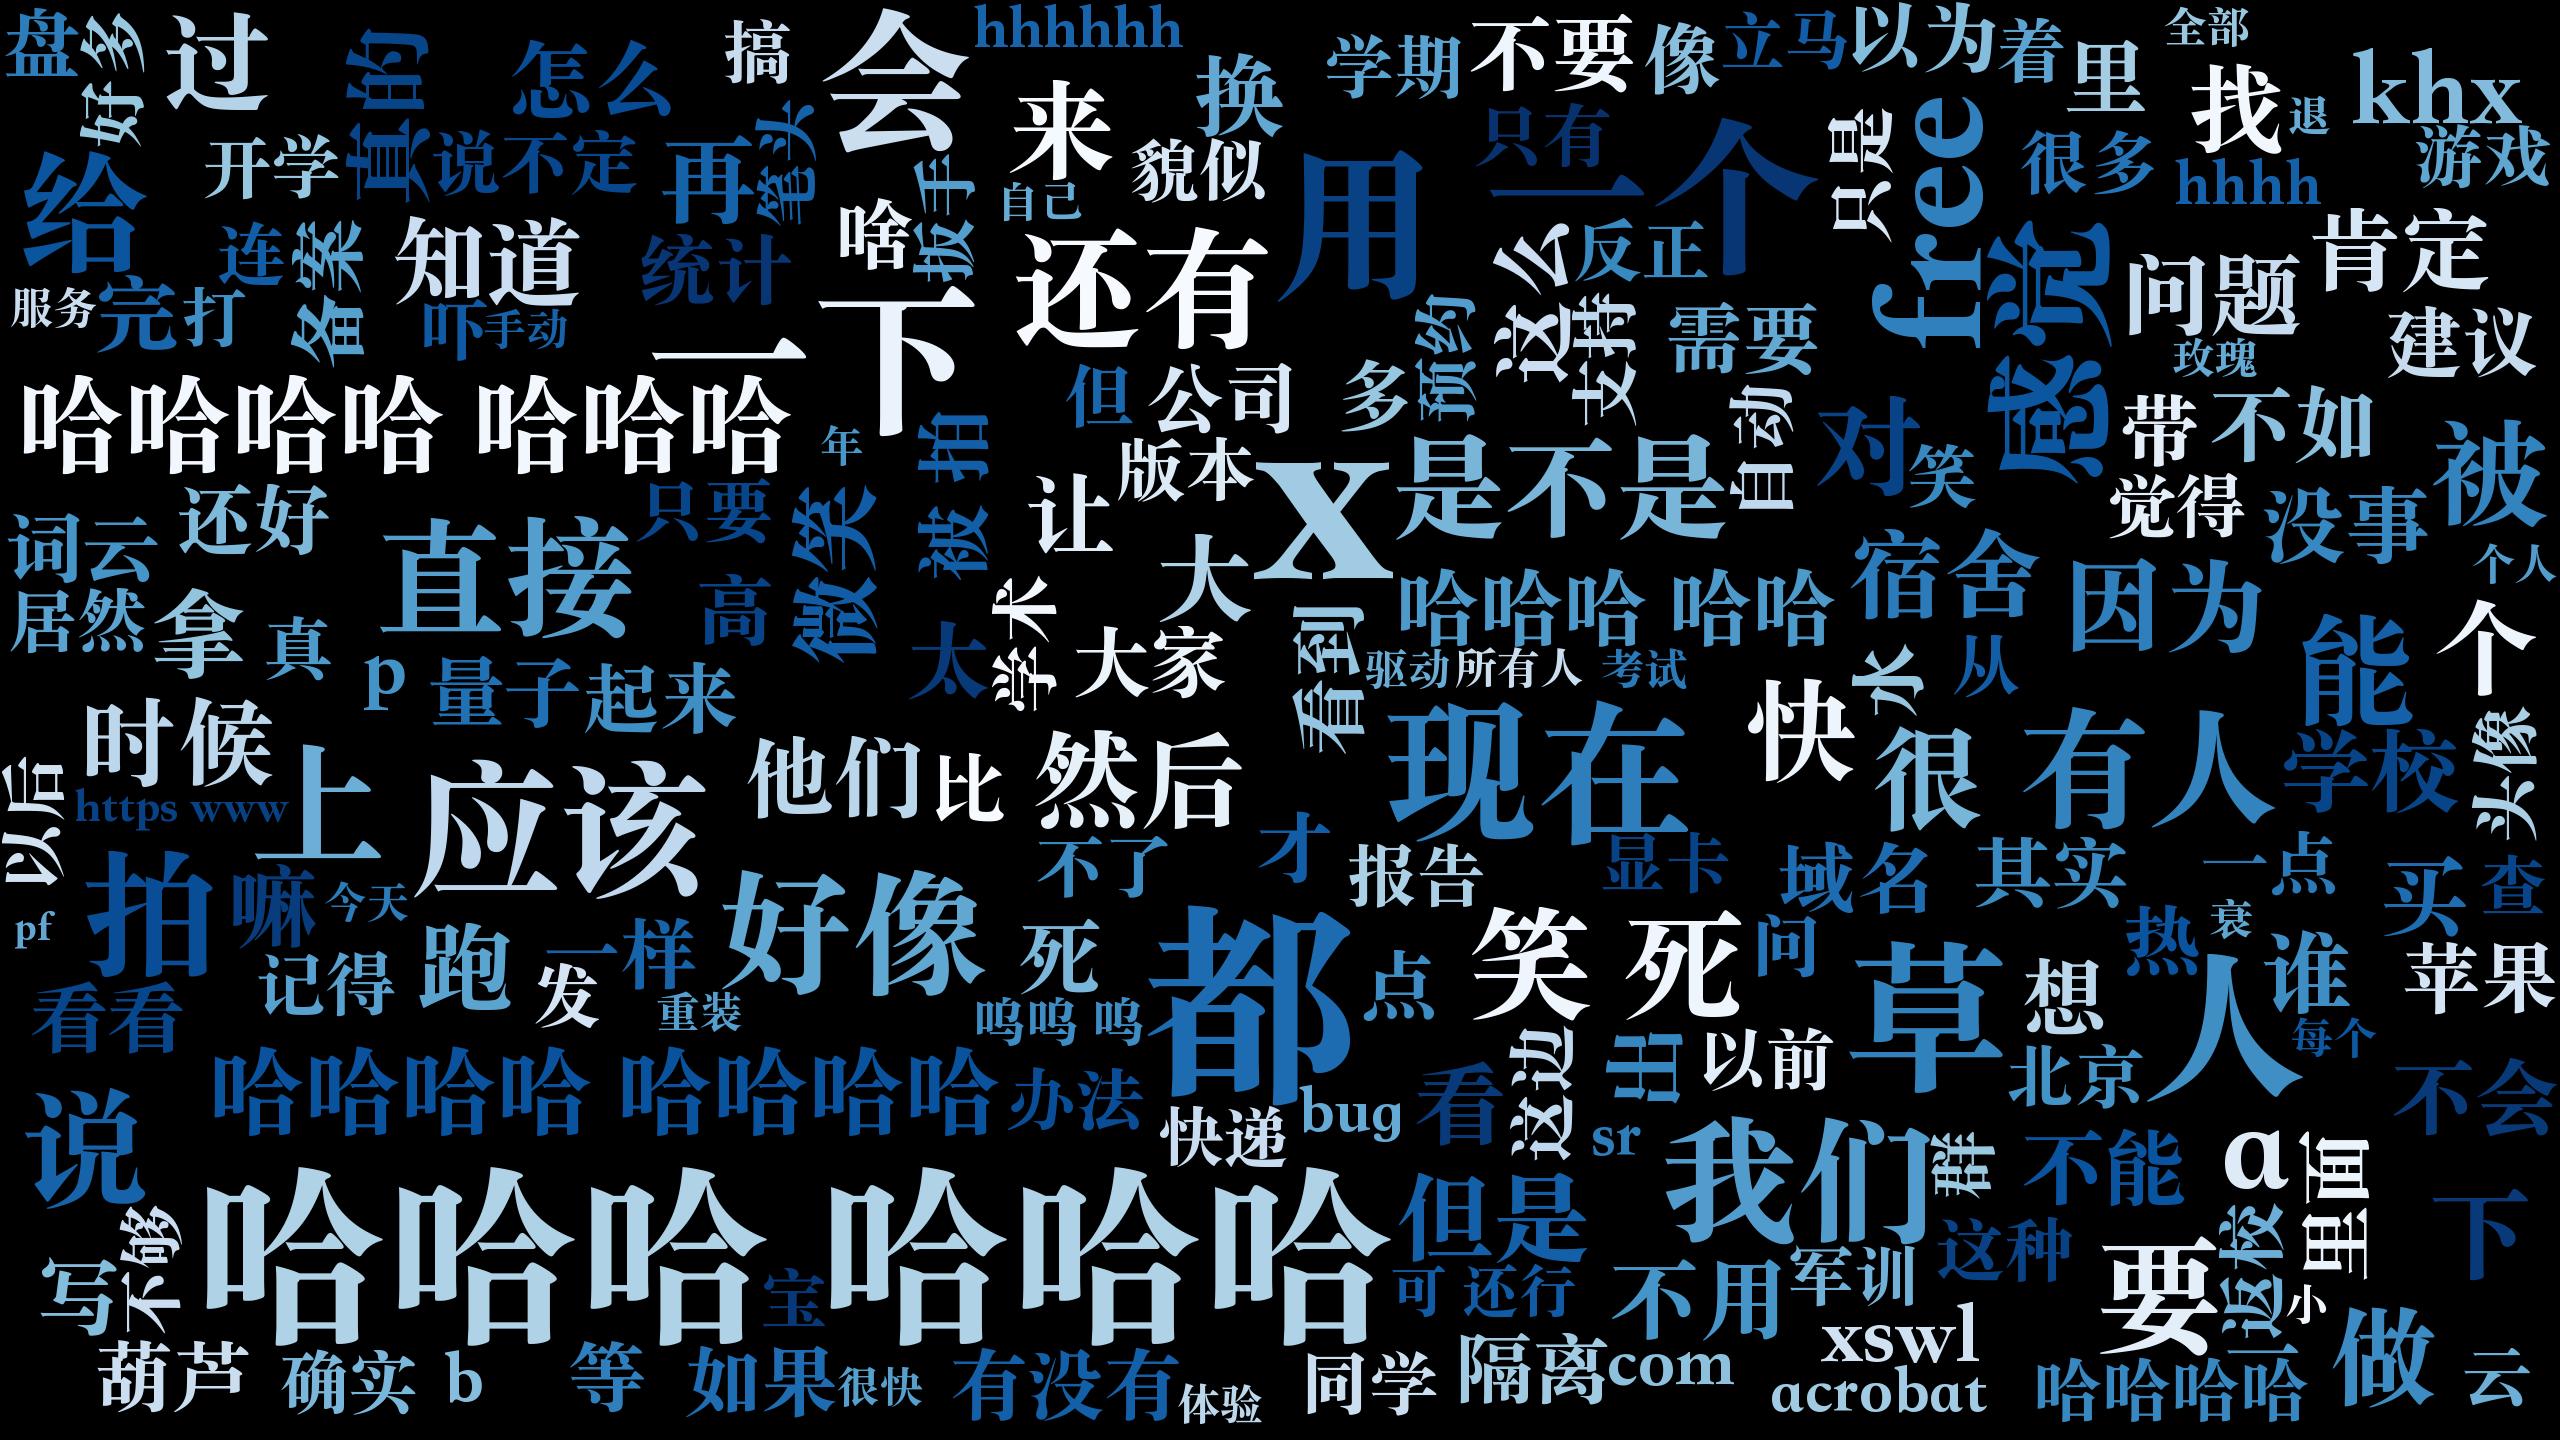 盘
好多
过
真的
怎么
搞
会
hhhhhh
换
学期
不要
像
立马
以为
着
里
全部
找
退
khx
游戏
开学
说不定
再
笔头
来
貌似
自己
只有
一个
只是
free
很多
hhhh
给
连
备案
知道
统计
啥
扳手
还有
用
这么
反正
感觉
问题
肯定
服务
完
打
吓
手动
一下
预约
支持
需要
玫瑰
建议
哈哈哈哈 哈哈哈
年
被拍
但
公司
多
自动
对
笑
带
不如
被
版本
x
是不是
觉得
没事
个人
词云
还好
直接
只要
微笑
让
大
宿舍
因为
居然
拿
真
高
太
学术
大家
看到
哈哈哈 哈哈
驱动
所有人
考试
水
从
能
个
p
量子
起来
时候
以后
https www
上
应该
他们
比
然后
现在
快
很
有人
学校
头像
拍
嘛
今天
pf
好像
不了
才
报告
显卡
域名
其实
一点
买
查
记得
跑
一样
发
重装
死
呜呜 呜
都
点
笑死
问
草
想
热
衰
谁
人
每个
苹果
看看
哈哈哈哈 哈哈哈哈
办法
快递
bug
看
这边
出
以前
sr
北京
不会
说
不够
写
哈哈哈 哈哈哈
宝
但是
我们
群
不能
a
里面
下
可
还行
不用
军训
这种
要
返校
小
葫芦
确实
b
等
如果
很快
有没有
体验
同学
隔离
com
xswl
acrobat
一
哈哈哈哈
做
云